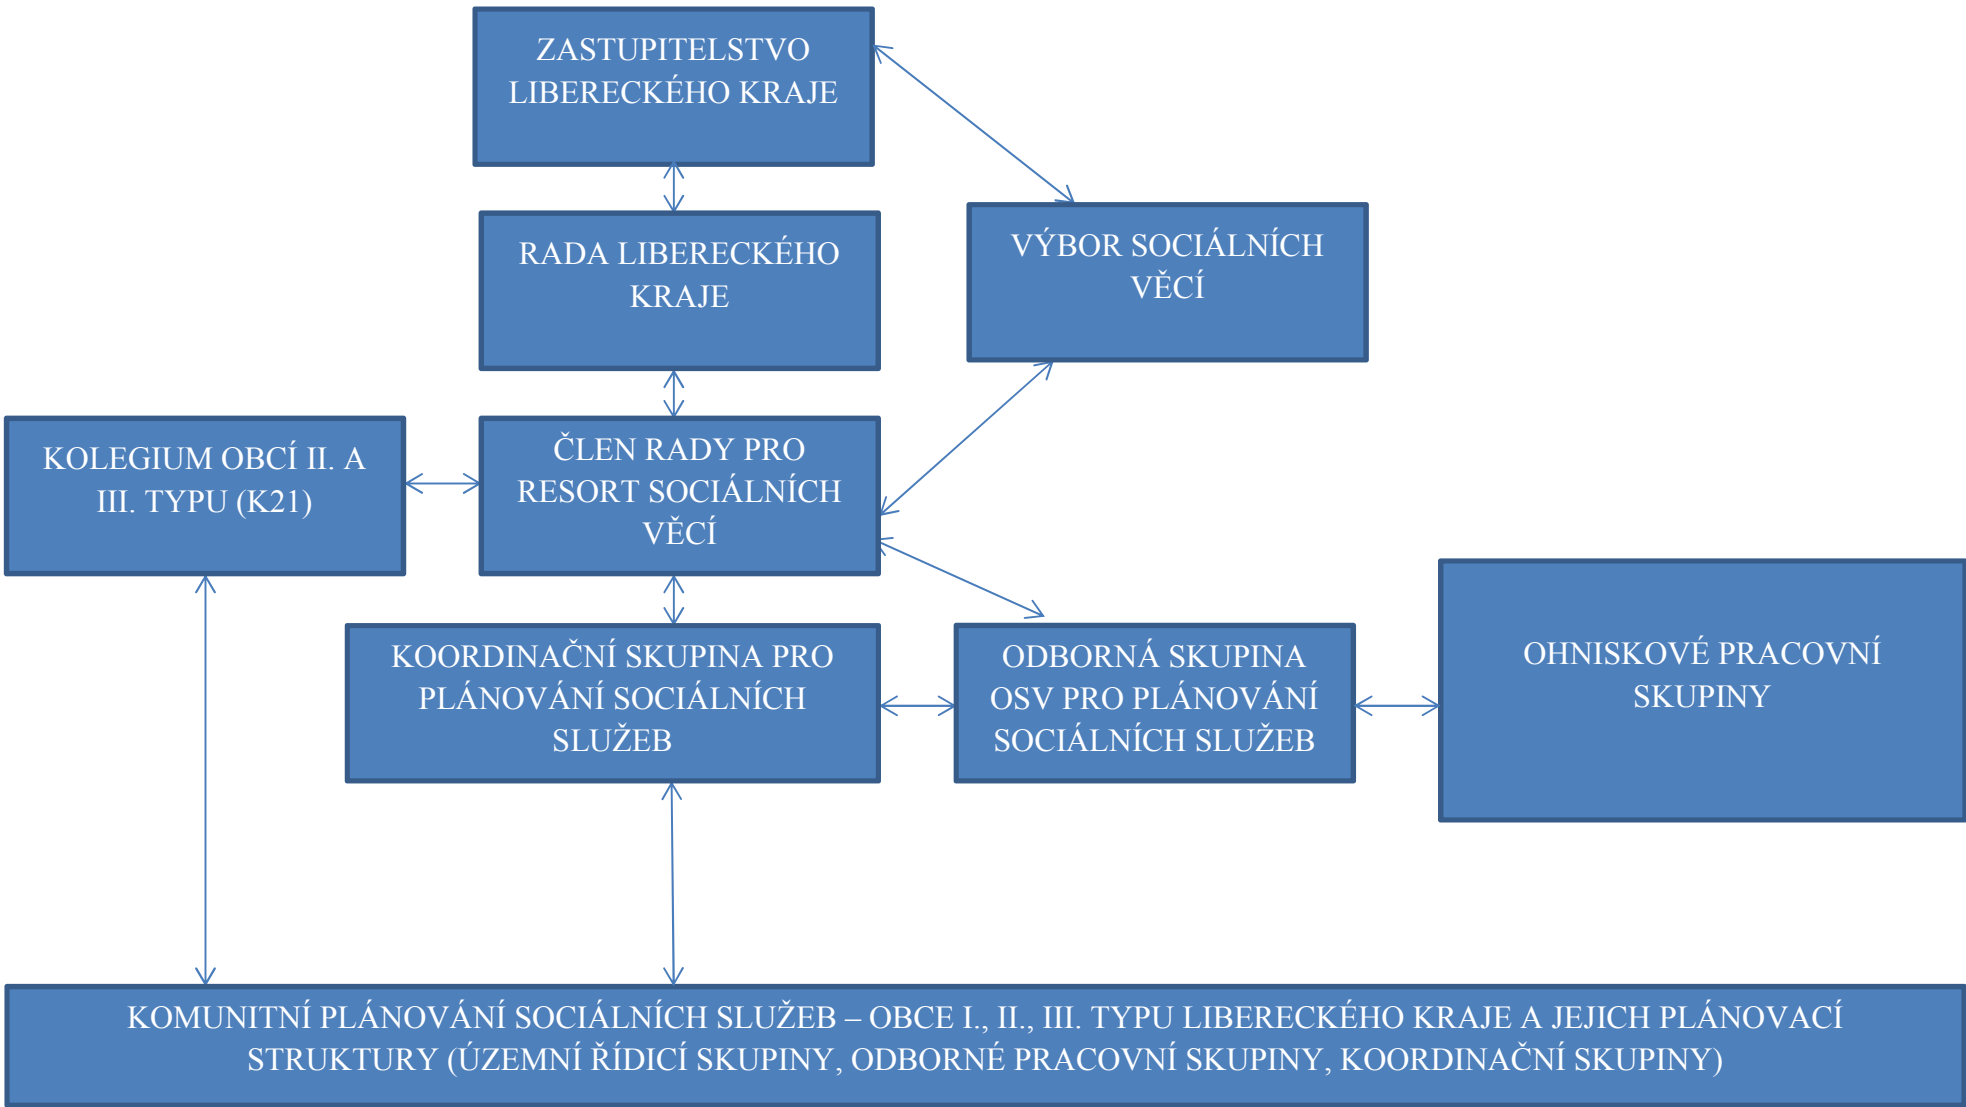 ZASTUPITELSTVO
LIBERECKÉHO KRAJE
RADA LIBERECKÉHO
KRAJE
VÝBOR SOCIÁLNÍCH
VĚCÍ
KOLEGIUM OBCÍ II. A
III. TYPU (K21)
ČLEN RADY PRO
RESORT SOCIÁLNÍCH
VĚCÍ
KOORDINAČNÍ SKUPINA PRO
PLÁNOVÁNÍ SOCIÁLNÍCH
SLUŽEB
ODBORNÁ SKUPINA
OSV PRO PLÁNOVÁNÍ
SOCIÁLNÍCH SLUŽEB
OHNISKOVÉ PRACOVNÍ
SKUPINY
KOMUNITNÍ PLÁNOVÁNÍ SOCIÁLNÍCH SLUŽEB – OBCE I., II., III. TYPU LIBERECKÉHO KRAJE A JEJICH PLÁNOVACÍ
STRUKTURY (ÚZEMNÍ ŘÍDICÍ SKUPINY, ODBORNÉ PRACOVNÍ SKUPINY, KOORDINAČNÍ SKUPINY)